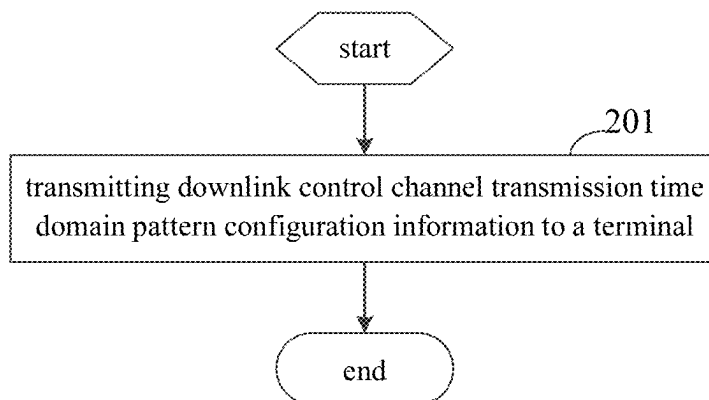 start
201
transmitting downlink control channel transmission time
domain pattern configuration information to a terminal
end